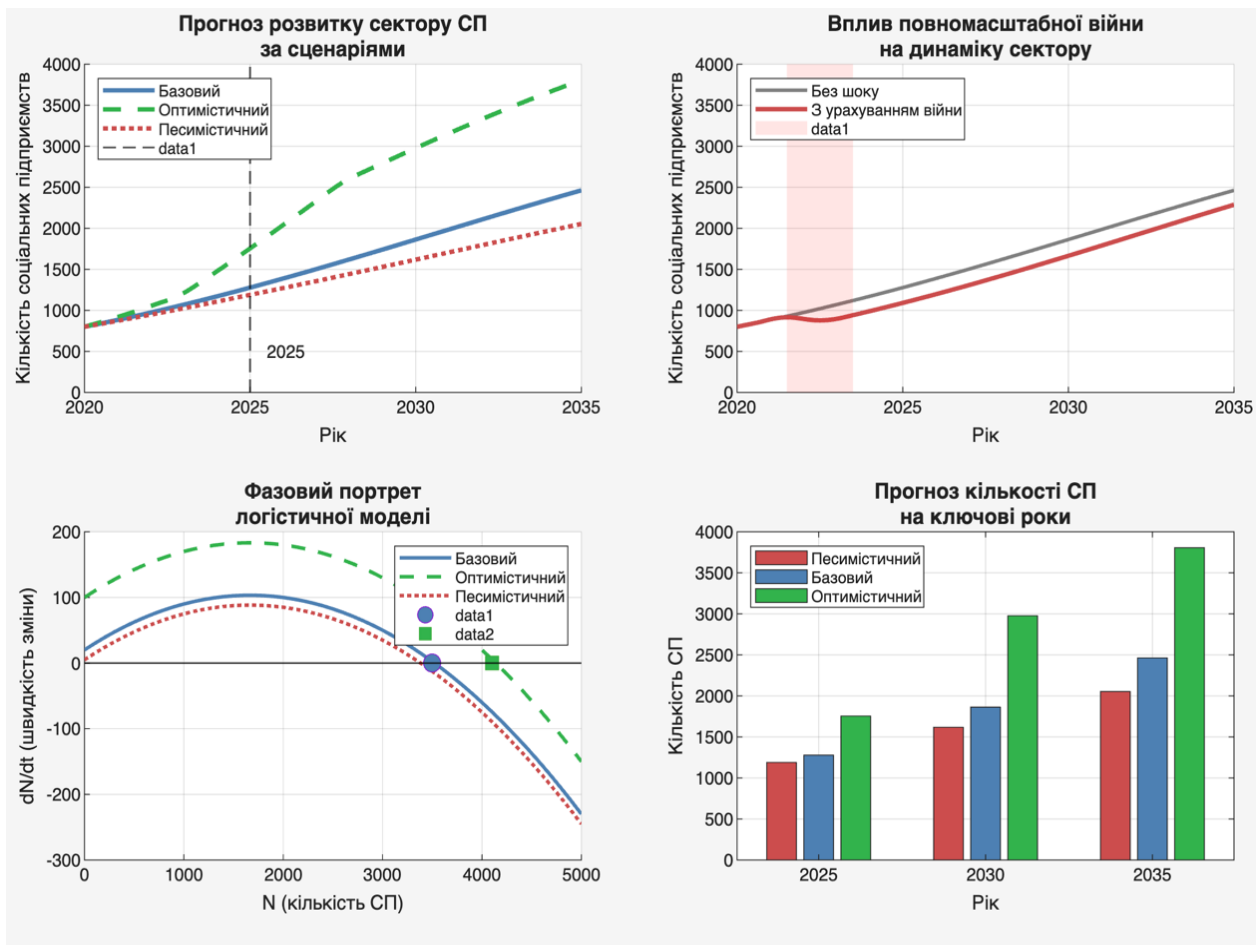 Прогноз розвитку сектору СП
за сценаріями
4000
3500
3000
2500
2000
1500
1000
500
0
Кількість соціальних підприємств
Базовий
Оптимістичний
Песимістичний
data1
2025
2020
2025
2030
2035
Рік
Вплив повномасштабної війни
на динаміку сектору
4000
3500
3000
2500
2000
1500
1000
500
0
Кількість соціальних підприємств
Без шоку
З урахуванням війни
data1
2020
2025
2030
2035
Рік
Фазовий портрет
логістичної моделі
200
100
0
-100
-200
-300
dN/dt (швидкість зміни)
Базовий
Оптимістичний
Песимістичний
data1
data2
0
1000
2000
3000
4000
5000
N (кількість СП)
Прогноз кількості СП
на ключові роки
4000
3500
3000
2500
2000
1500
1000
500
0
Кількість СП
Песимістичний
Базовий
Оптимістичний
2025
2030
2035
Рік